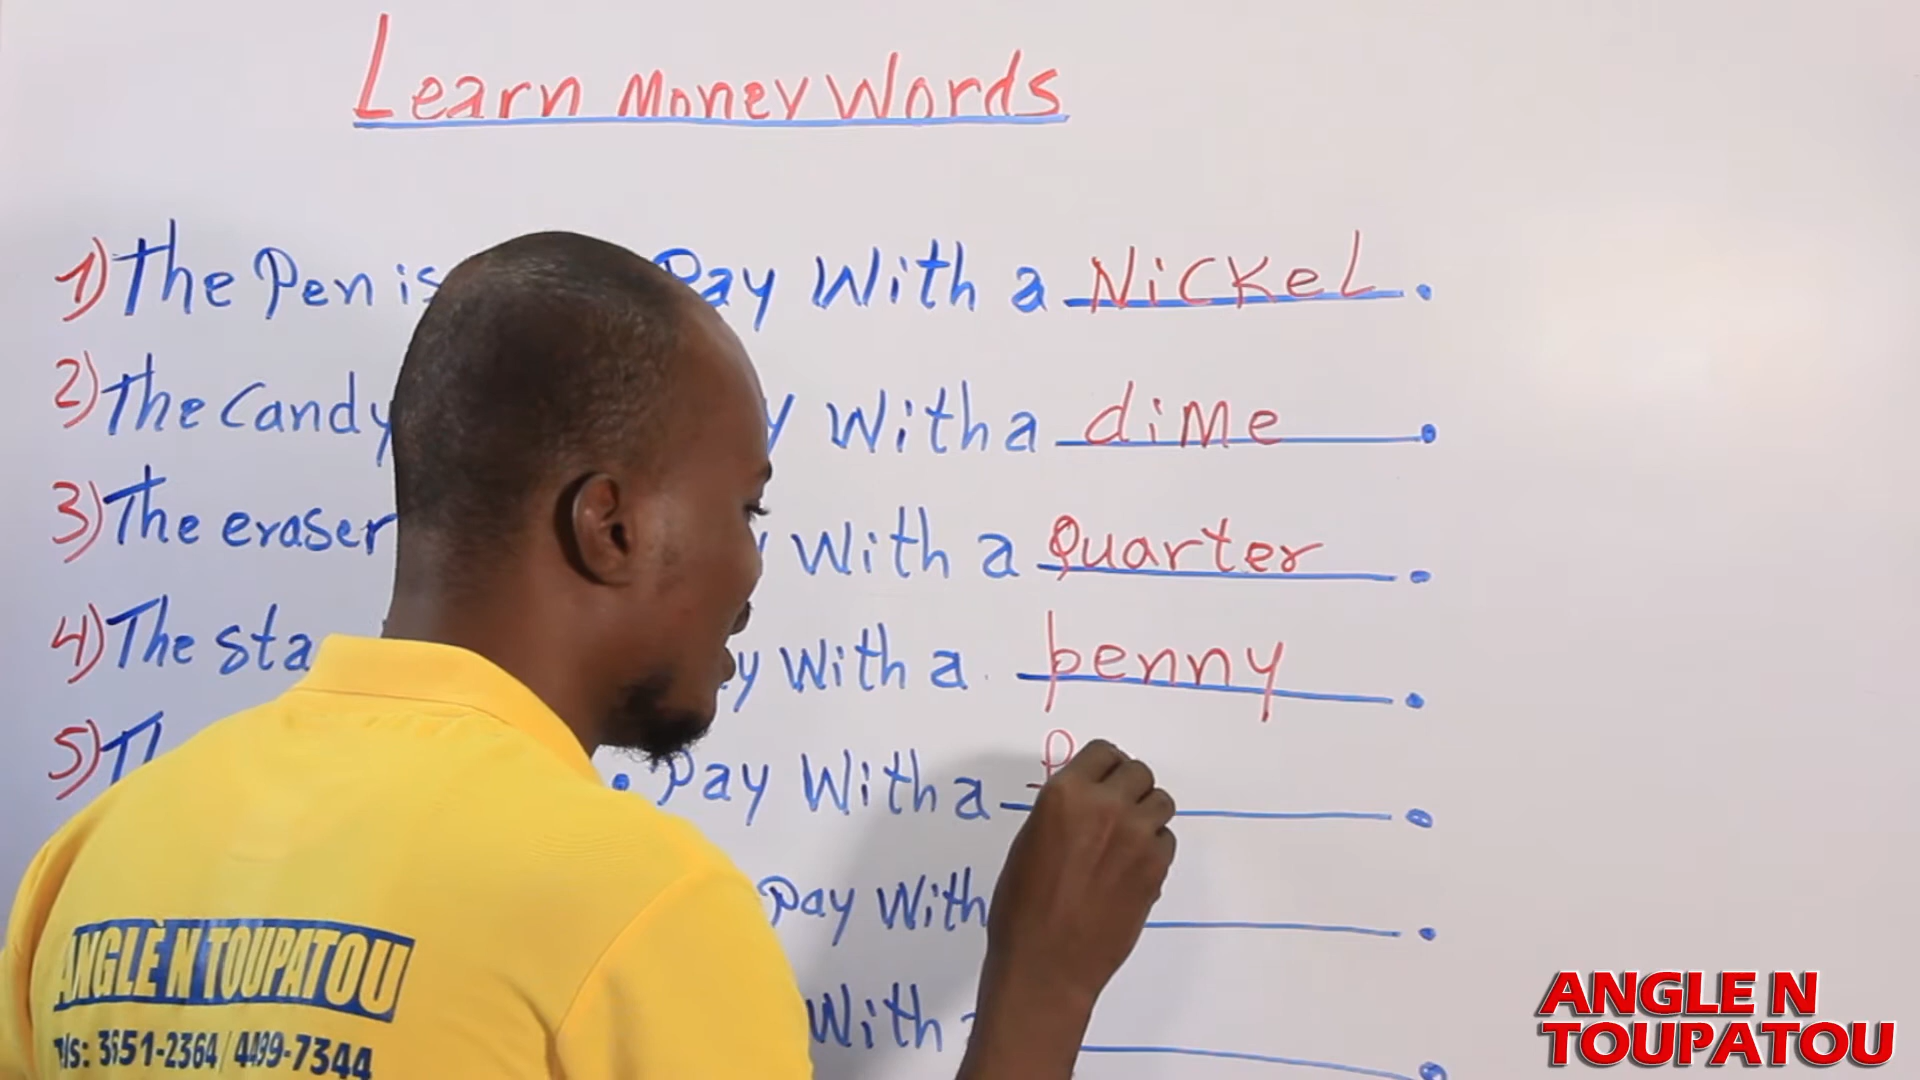 Learn Money Words
1) The Pen is Pay With a Nickel.
2) The Candy With a dime.
3) The eraser With a Quarter.
4) The With a penny.
5) Pay With a
Pay With
With
ANGLE N TOUPATOU
3651-2364 / 4499-7344
ANGLE N
TOUPATOU